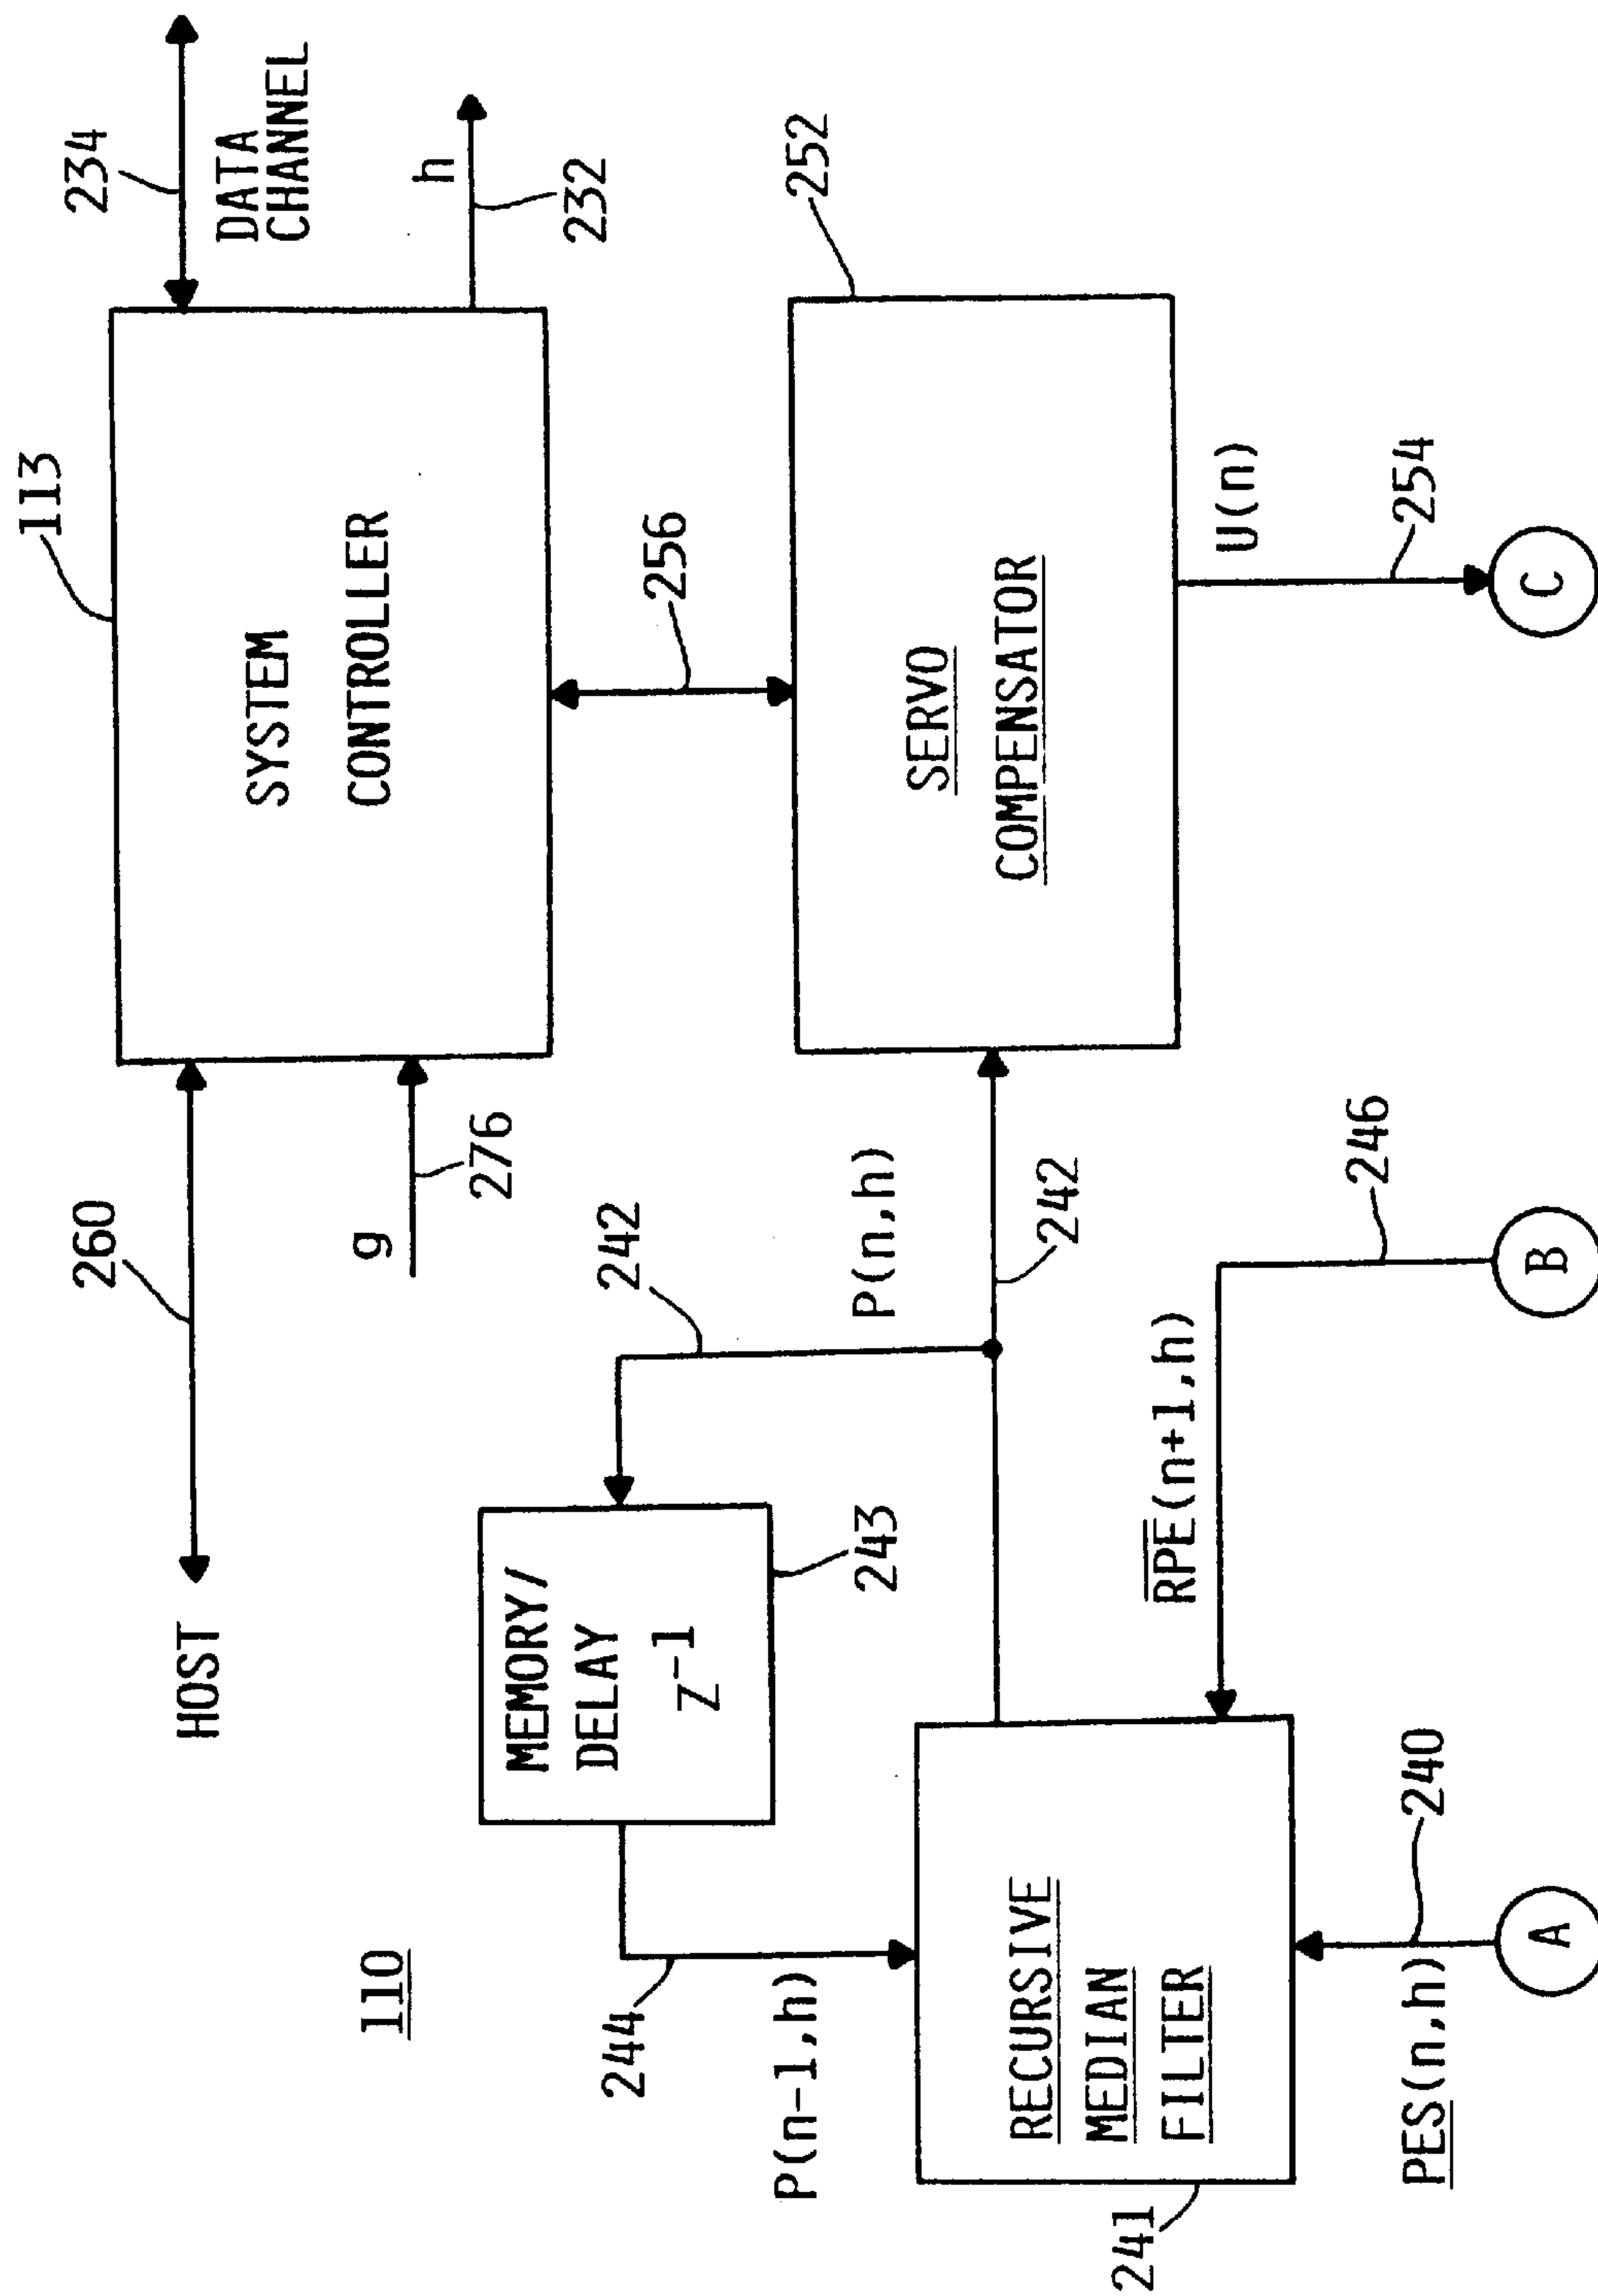 113
260
234
HOST
DATA
CHANNEL
SYSTEM
CONTROLLER
110
g
h
276
232
MEMORY/
DELAY
Z⁻¹
242
256
244
P(n-1,h)
243
P(n,h)
252
SERVO
COMPENSATOR
RECURSIVE
MEDIAN
FILTER
242
241
R̅P̅E̅(n+1,h)
U(n)
246
PES(n,h)
240
254
A
B
C